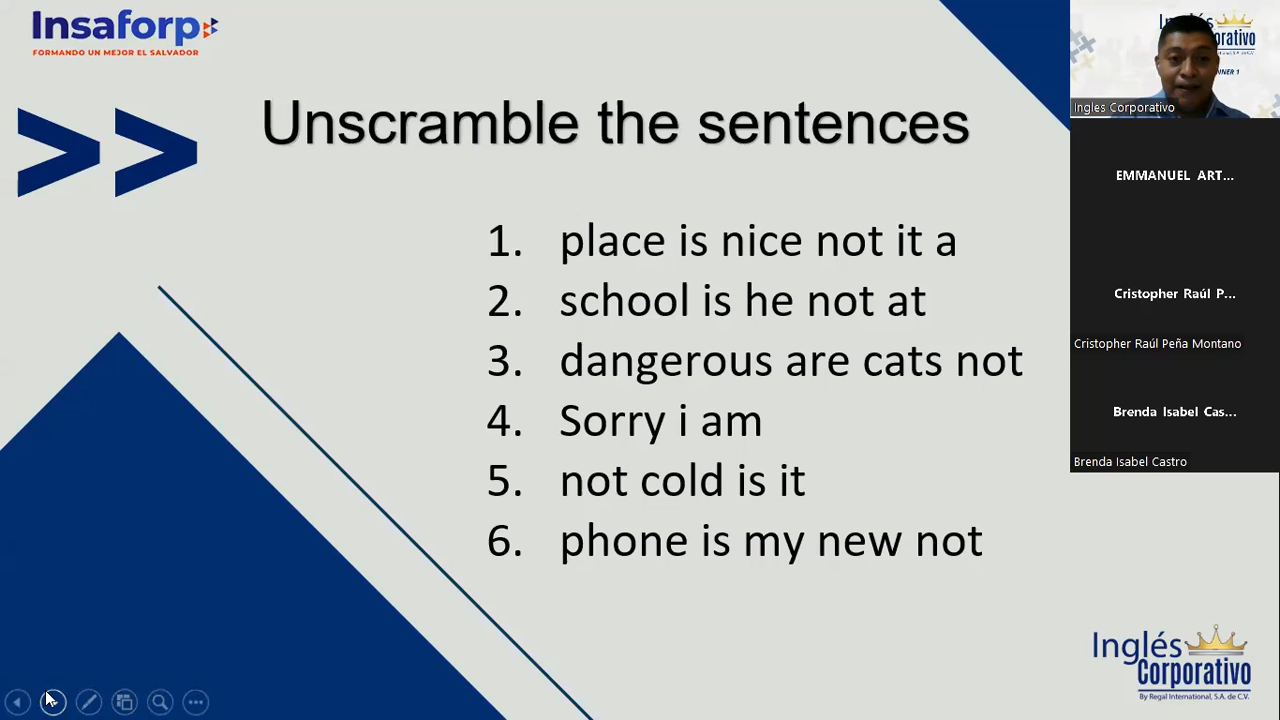 Insaforp
FORMANDO UN MEJOR EL SALVADOR
>>
Unscramble the sentences
1. place is nice not it a
2. school is he not at
3. dangerous are cats not
4. Sorry i am
5. not cold is it
6. phone is my new not
Ingles Corporativo
EMMUEL ART...
Cristopher Raúl P...
Cristopher Raúl Peña Montano
Brenda Isabel Cas...
Brenda Isabel Castro
Inglés
Corporativo
By Regal International, S.A. de C.V.